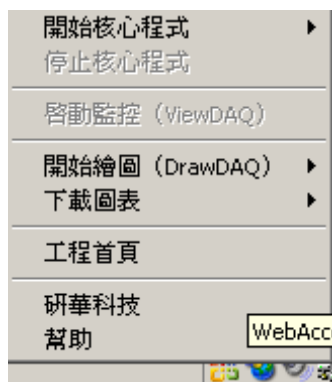 開始核心程式
停止核心程式
啓動監控（ViewDAQ）
開始繪圖（DrawDAQ）
下載圖表
工程首頁
研華科技
幫助
WebAcc